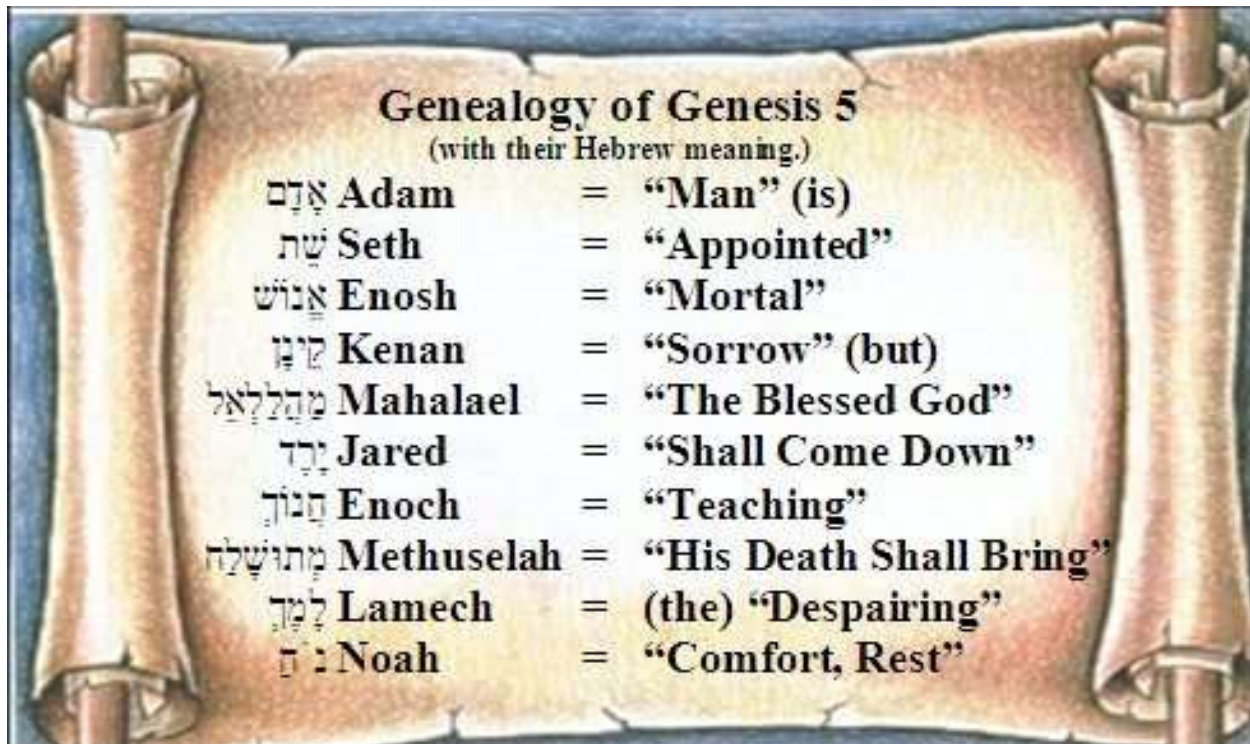 Genealogy of Genesis 5
(with their Hebrew meaning.)
אָדָם Adam = “Man” (is)
שֵׁת Seth = “Appointed”
אֱנוֹשׁ Enosh = “Mortal”
קֵינָן Kenan = “Sorrow” (but)
מַהֲלַלְאֵל Mahalael = “The Blessed God”
יָרֶד Jared = “Shall Come Down”
חֲנוֹךְ Enoch = “Teaching”
מְתוּשָׁלַח Methuselah = “His Death Shall Bring”
לָמֶךְ Lamech = (the) “Despairing”
נֹחַ Noah = “Comfort, Rest”